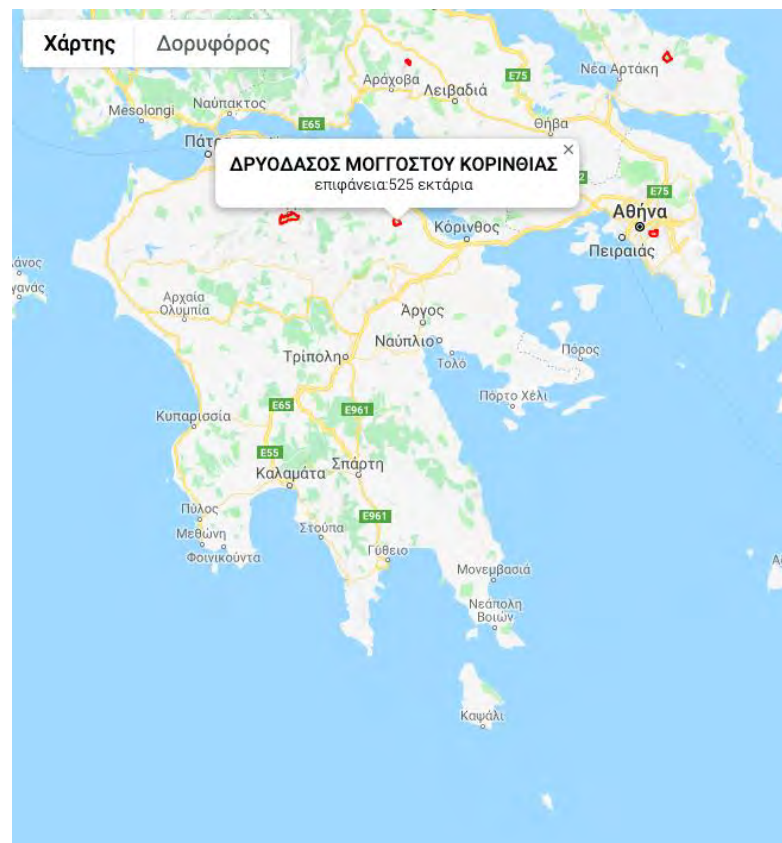 Χάρτης
Δορυφόρος
Αράχοβα
Λειβαδιά
E75
Νέα Αρτάκη
Mesolongi
Ναύπακτος
E65
Θήβα
ΔΡΥΟΔΑΣΟΣ ΜΟΓΓΟΣΤΟΥ ΚΟΡΙΝΘΙΑΣ
επιφάνεια:525 εκτάρια
×
E75
Αθήνα
Κόρινθος
Πειραιάς
Αρχαία
Ολυμπία
Άργος
Ναύπλιο
Τολό
Τρίπολη
Πόρος
Πόρτο Χέλι
E65
E961
Κυπαρισσία
E55
Καλαμάτα
Σπάρτη
Πύλος
E961
Μεθώνη
Στούπα
Φοινικούντα
Γύθειο
Μονεμβασιά
Νεάπολη
Βοιών
Καψάλι